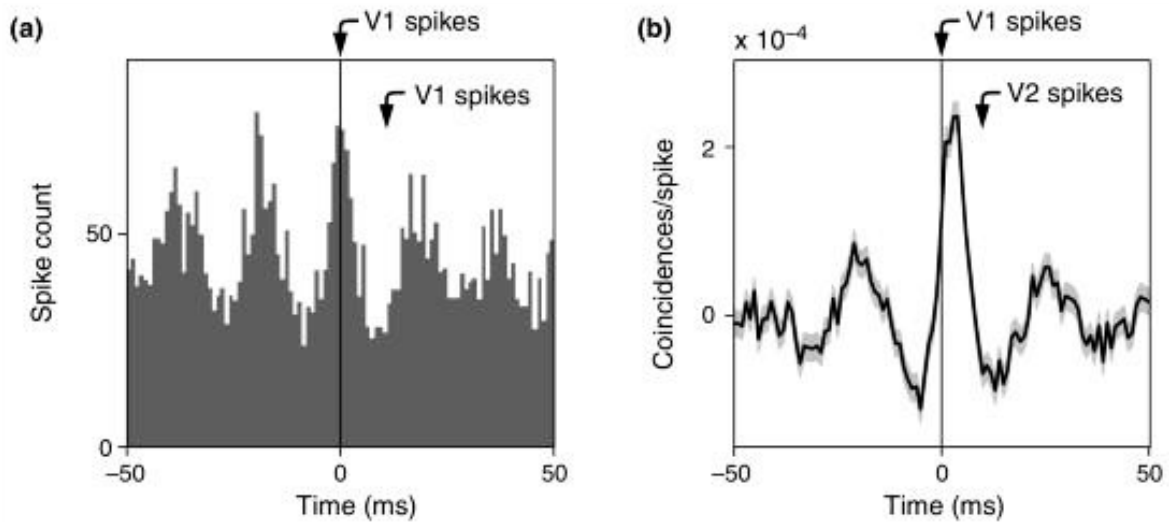 (a)
V1 spikes
V1 spikes
Spike count
50
0
–50
0
50
Time (ms)
(b)
x 10–4
V1 spikes
V2 spikes
Coincidences/spike
2
0
–50
0
50
Time (ms)